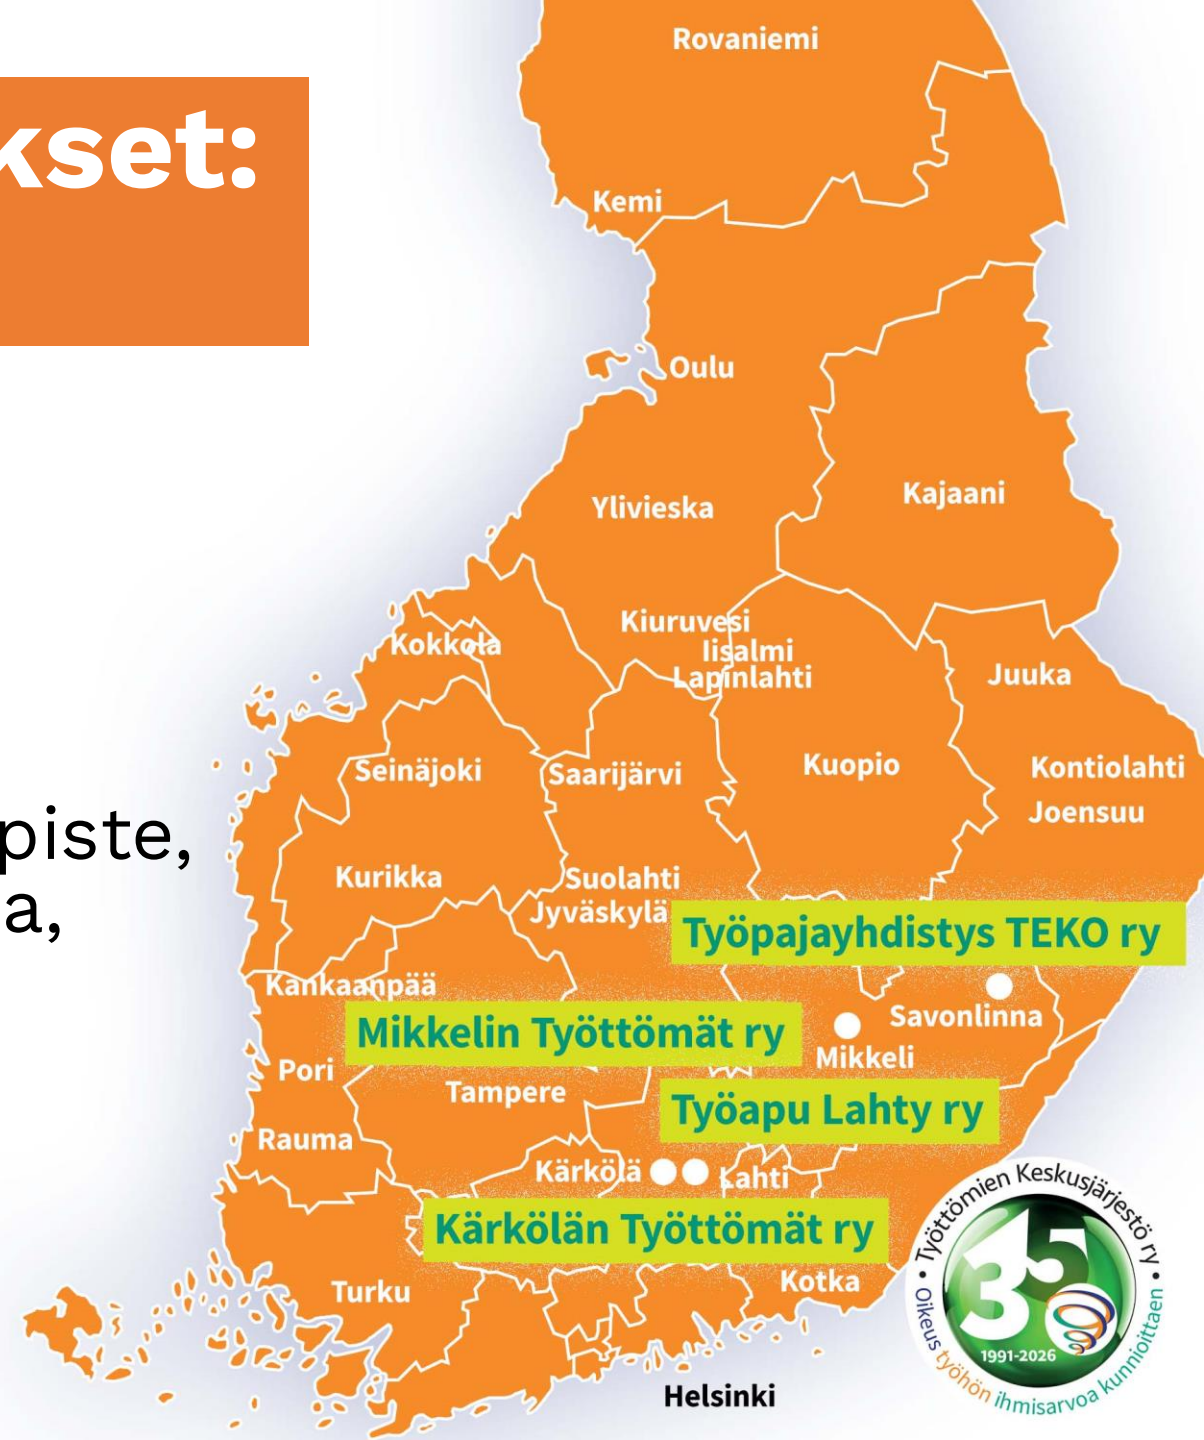 kset:
piste,
a,
Rovaniemi
Kemi
Oulu
Ylivieska
Kajaani
Kiuruvesi
Iisalmi
Lapinlahti
Kokkola
Juuka
Seinäjoki
Saarijärvi
Kuopio
Kontiolahti
Joensuu
Kurikka
Suolahti
Jyväskylä
Työpajayhdistys TEKO ry
Kankaanpää
Savonlinna
Mikkelin Työttömät ry
Mikkeli
Pori
Tampere
Työapu Lahty ry
Rauma
Kärkölä
Lahti
Kärkölän Työttömät ry
Turku
Kotka
Helsinki
• Työttömien Keskusjärjestö ry •
35
1991-2026
Oikeus työhön ihmisarvoa kunnioittaen